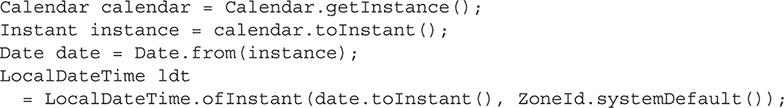 Calendar calendar = Calendar.getInstance();
Instant instance = calendar.toInstant();
Date date = Date.from(instance);
LocalDateTime ldt
  = LocalDateTime.ofInstant(date.toInstant(), ZoneId.systemDefault());